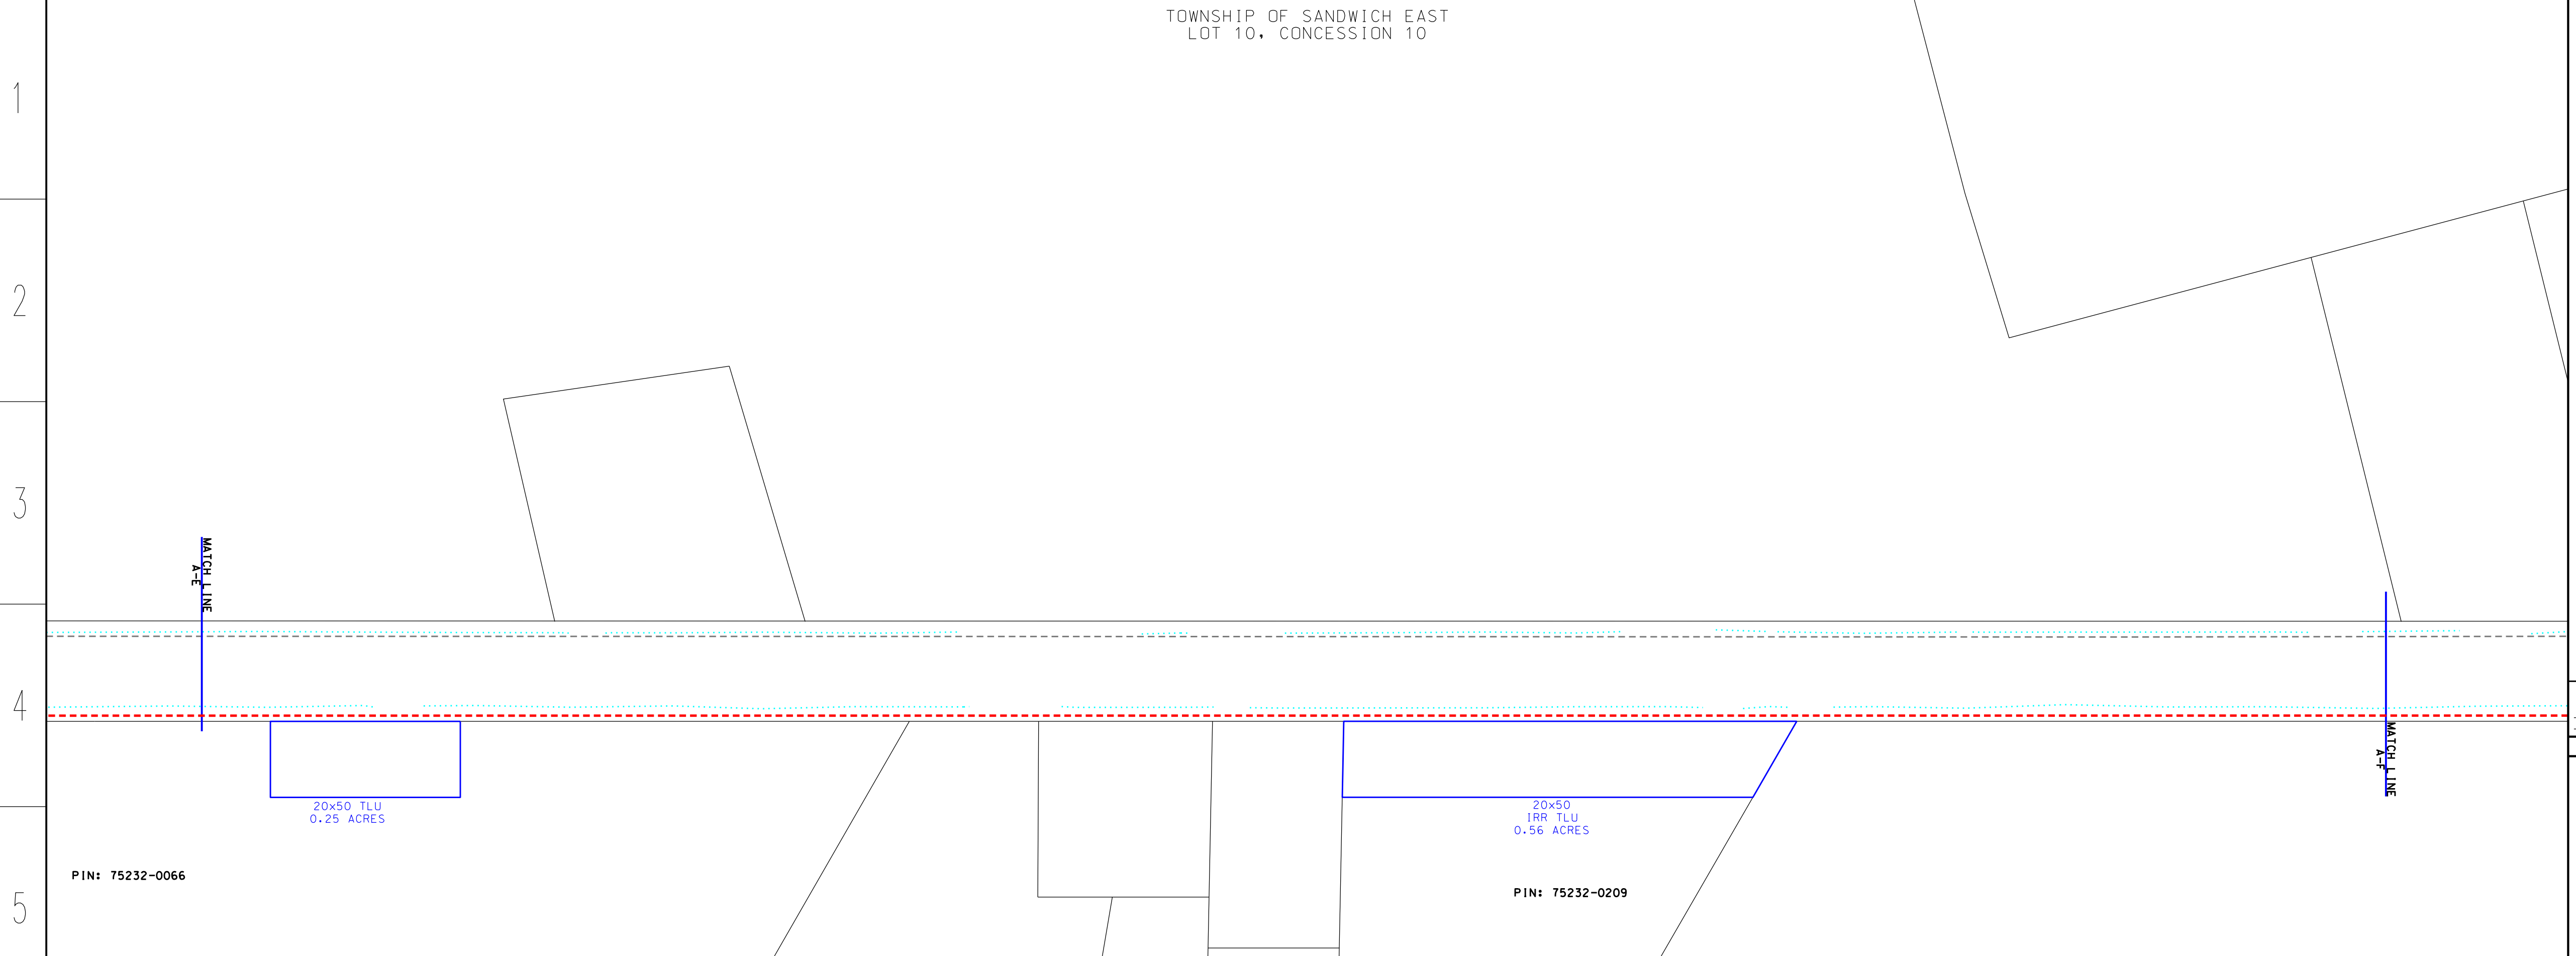 TOWNSHIP OF SANDWICH EAST
LOT 10, CONCESSION 10
1
2
3
MATCH LINE
A-E
4
MATCH LINE
A-F
20x50 TLU
0.25 ACRES
20x50
IRR TLU
0.56 ACRES
PIN: 75232-0066
PIN: 75232-0209
5